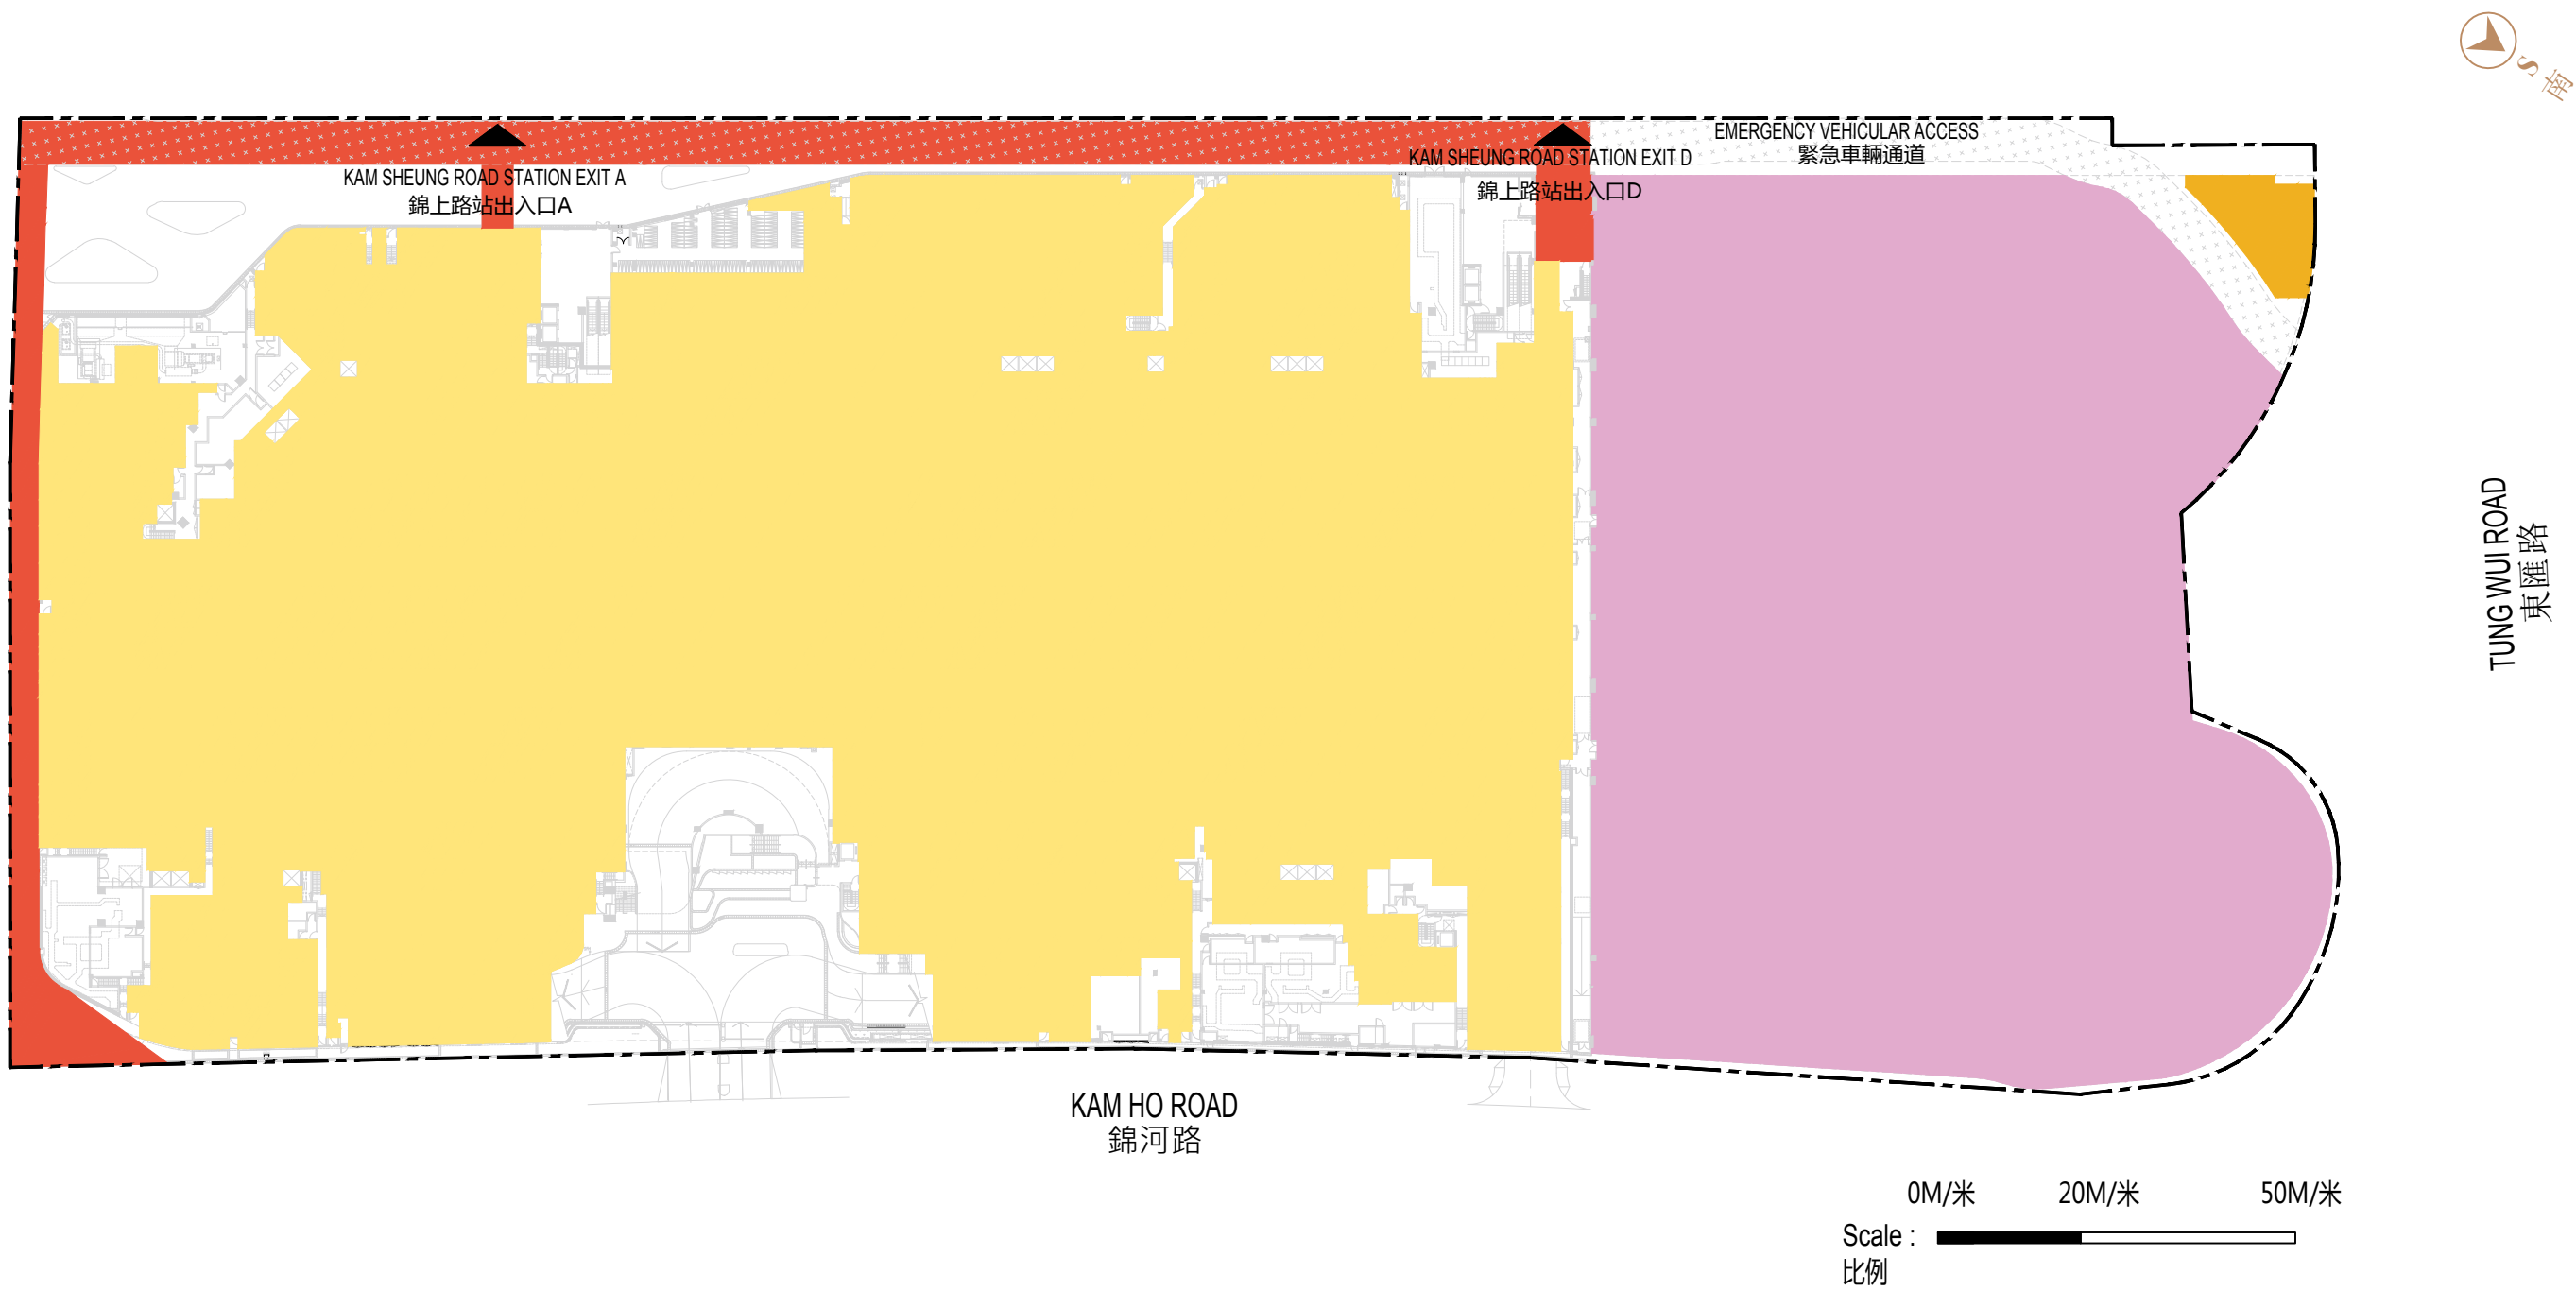 S 南
EMERGENCY VEHICULAR ACCESS
緊急車輛通道
KAM SHEUNG ROAD STATION EXIT A
錦上路站出入口A
KAM SHEUNG ROAD STATION EXIT D
錦上路站出入口D
TUNG WUI ROAD
東匯路
KAM HO ROAD
錦河路
0M/米 20M/米 50M/米
Scale :
比例